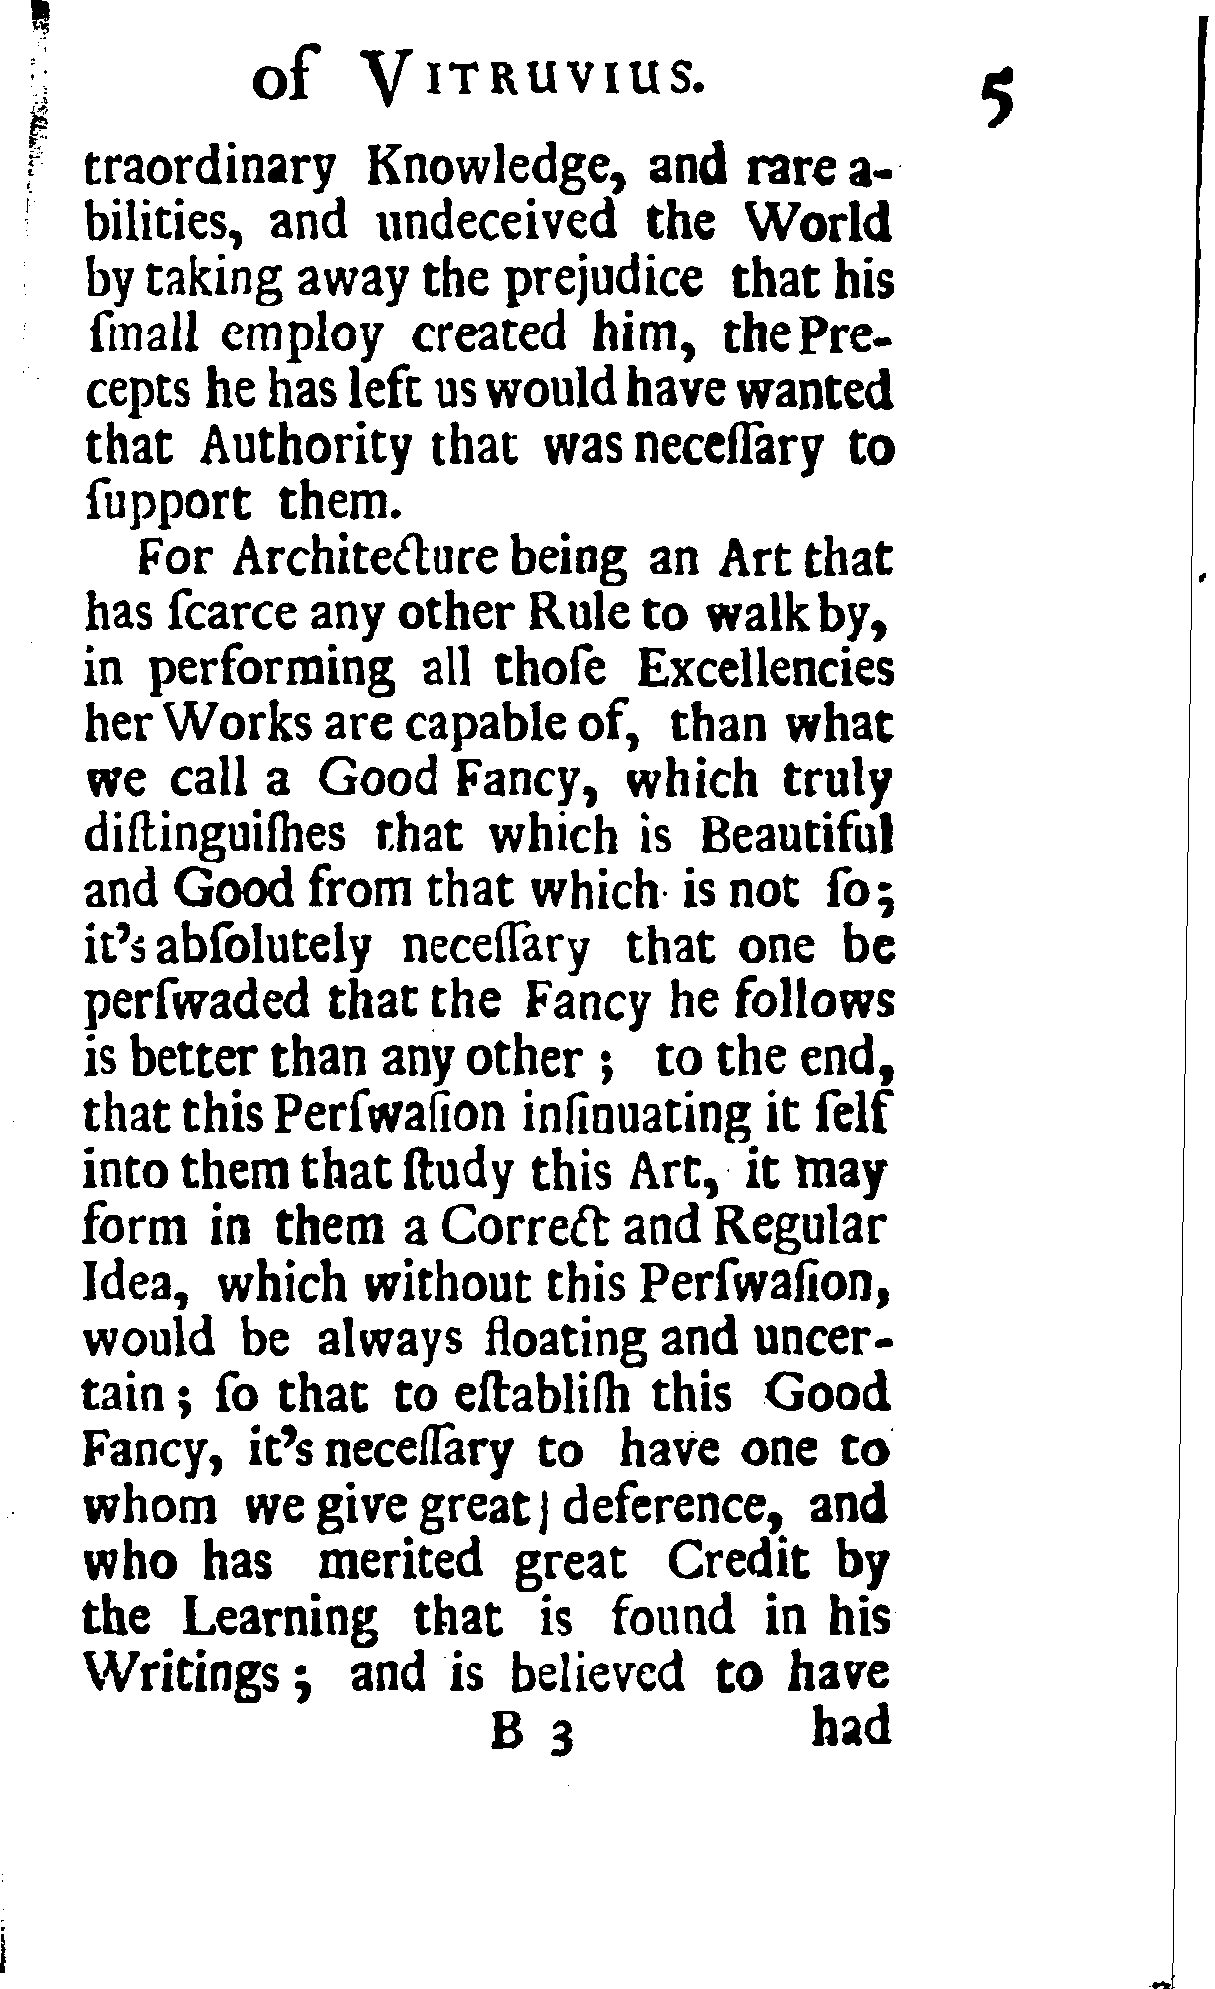 of VITRUVIUS. 5
traordinary Knowledge, and rare a-
bilities, and undeceived the World
by taking away the prejudice that his
ſmall employ created him, the Pre-
cepts he has left us would have wanted
that Authority that was neceſſary to
ſupport them.
For Architecture being an Art that
has ſcarce any other Rule to walk by,
in performing all thoſe Excellencies
her Works are capable of, than what
we call a Good Fancy, which truly
diſtinguiſhes that which is Beautiful
and Good from that which is not ſo;
it's abſolutely neceſſary that one be
perſwaded that the Fancy he follows
is better than any other ; to the end,
that this Perſwaſion inſinuating it ſelf
into them that ſtudy this Art, it may
form in them a Correct and Regular
Idea, which without this Perſwaſion,
would be always floating and uncer-
tain ; ſo that to eſtabliſh this Good
Fancy, it's neceſſary to have one to
whom we give great deference, and
who has merited great Credit by
the Learning that is found in his
Writings ; and is believed to have
B 3 had